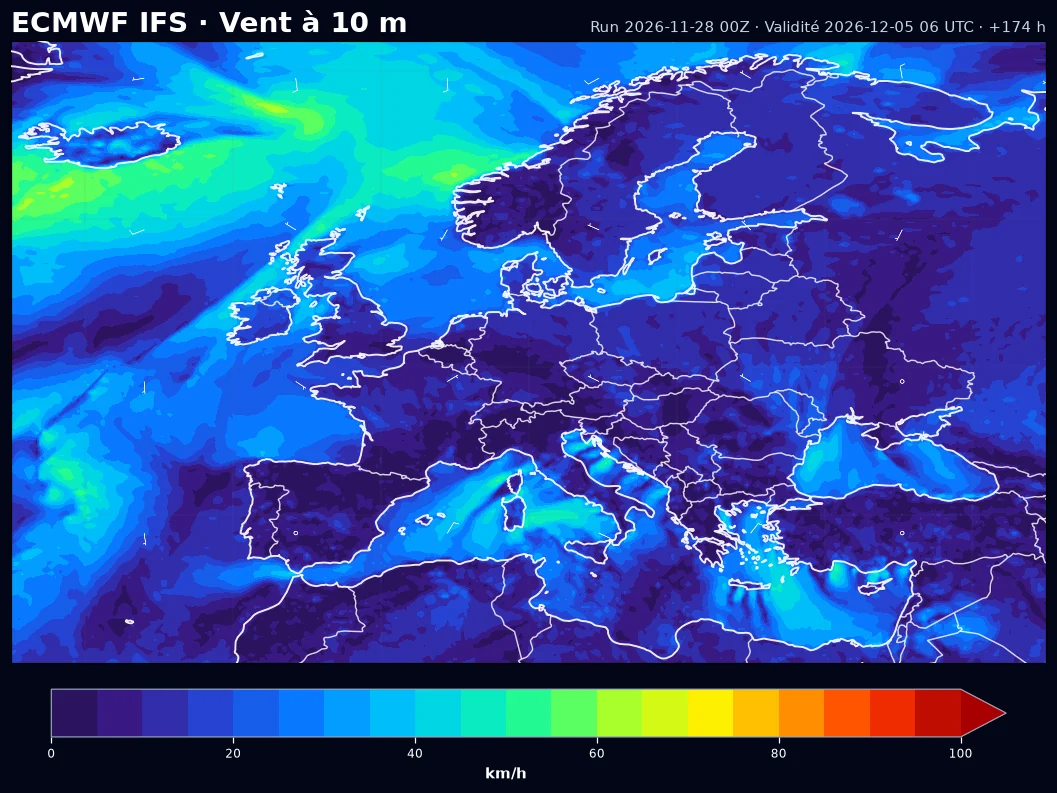 ECMWF IFS · Vent à 10 m
Run 2026-11-28 00Z · Validité 2026-12-05 06 UTC · +174 h
0 20 40 60 80 100
km/h